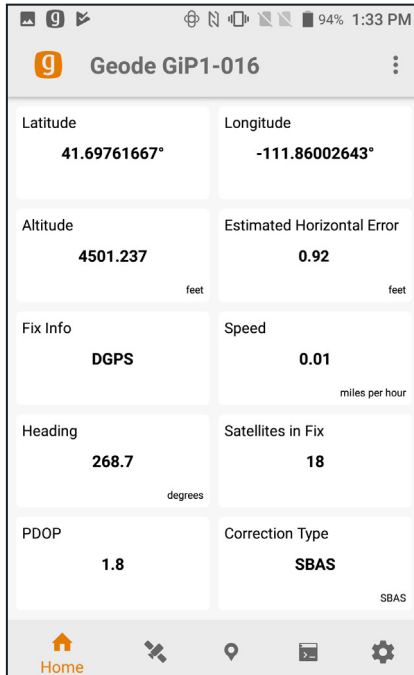 94% 1:33 PM
g Geode GiP1-016
Latitude
41.69761667°
Longitude
-111.86002643°
Altitude
4501.237
feet
Estimated Horizontal Error
0.92
feet
Fix Info
DGPS
Speed
0.01
miles per hour
Heading
268.7
degrees
Satellites in Fix
18
PDOP
1.8
Correction Type
SBAS
SBAS
Home